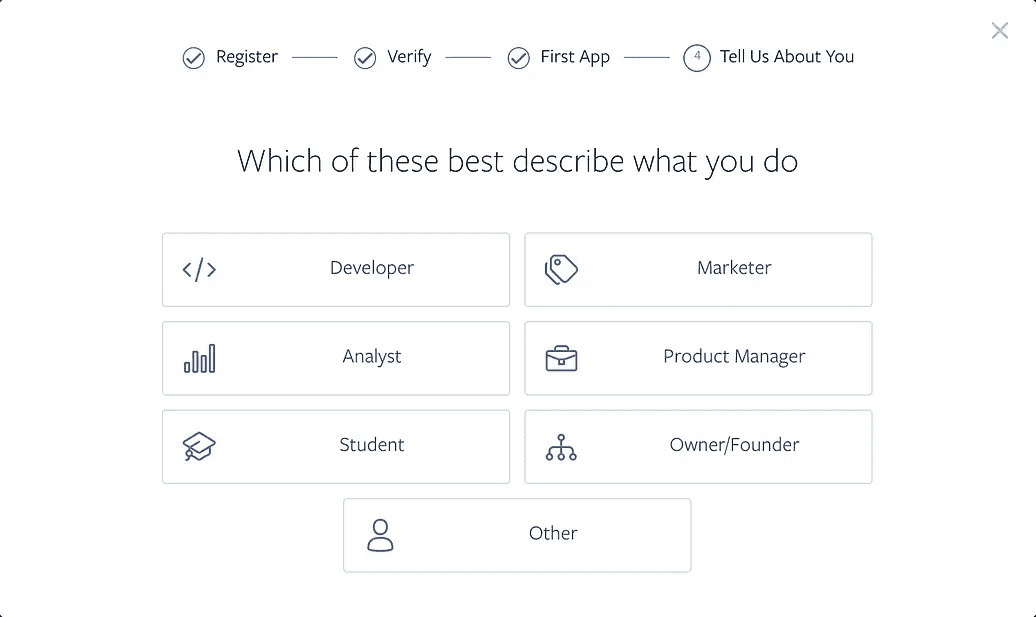 Register Verify First App 4 Tell Us About You
Which of these best describe what you do
Developer Marketer
Analyst Product Manager
Student Owner/Founder
Other